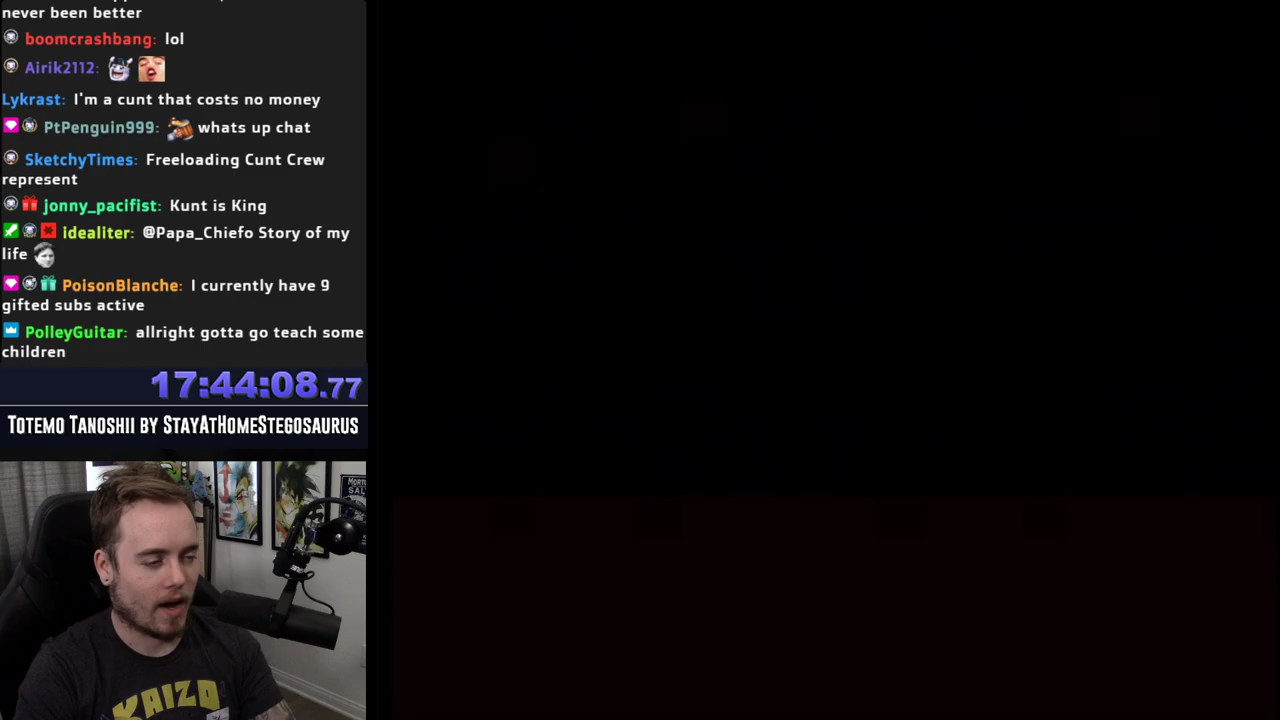 never been better
boomcrashbang: lol
Airik2112:
Lykrast: I'm a cunt that costs no money
PtPenguin999: whats up chat
SketchyTimes: Freeloading Cunt Crew
represent
jonny_pacifist: Kunt is King
idealiter: @Papa_Chiefo Story of my
life
PoisonBlanche: I currently have 9
gifted subs active
PolleyGuitar: allright gotta go teach some
children
17:44:08.77
TOTEMO TANOSHII BY STAYATHOMESTEGOSAURUS
KAIZO